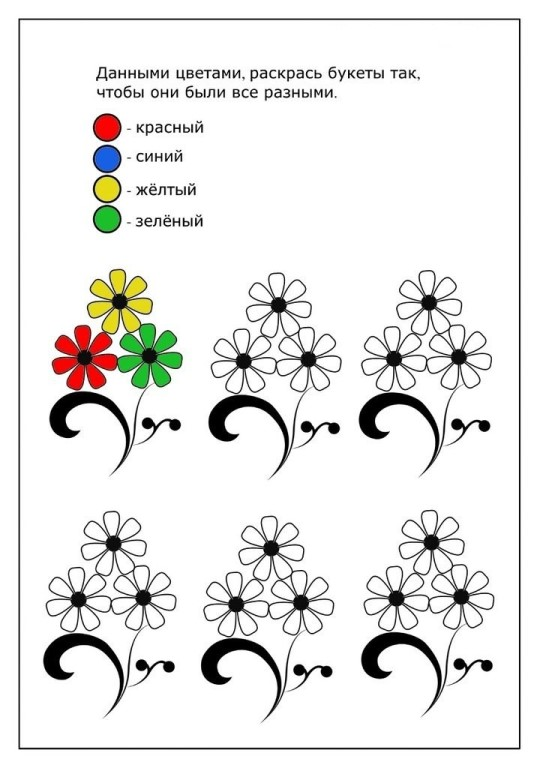 Данными цветами, раскрась букеты так,
чтобы они были все разными.
- красный
- синий
- жёлтый
- зелёный